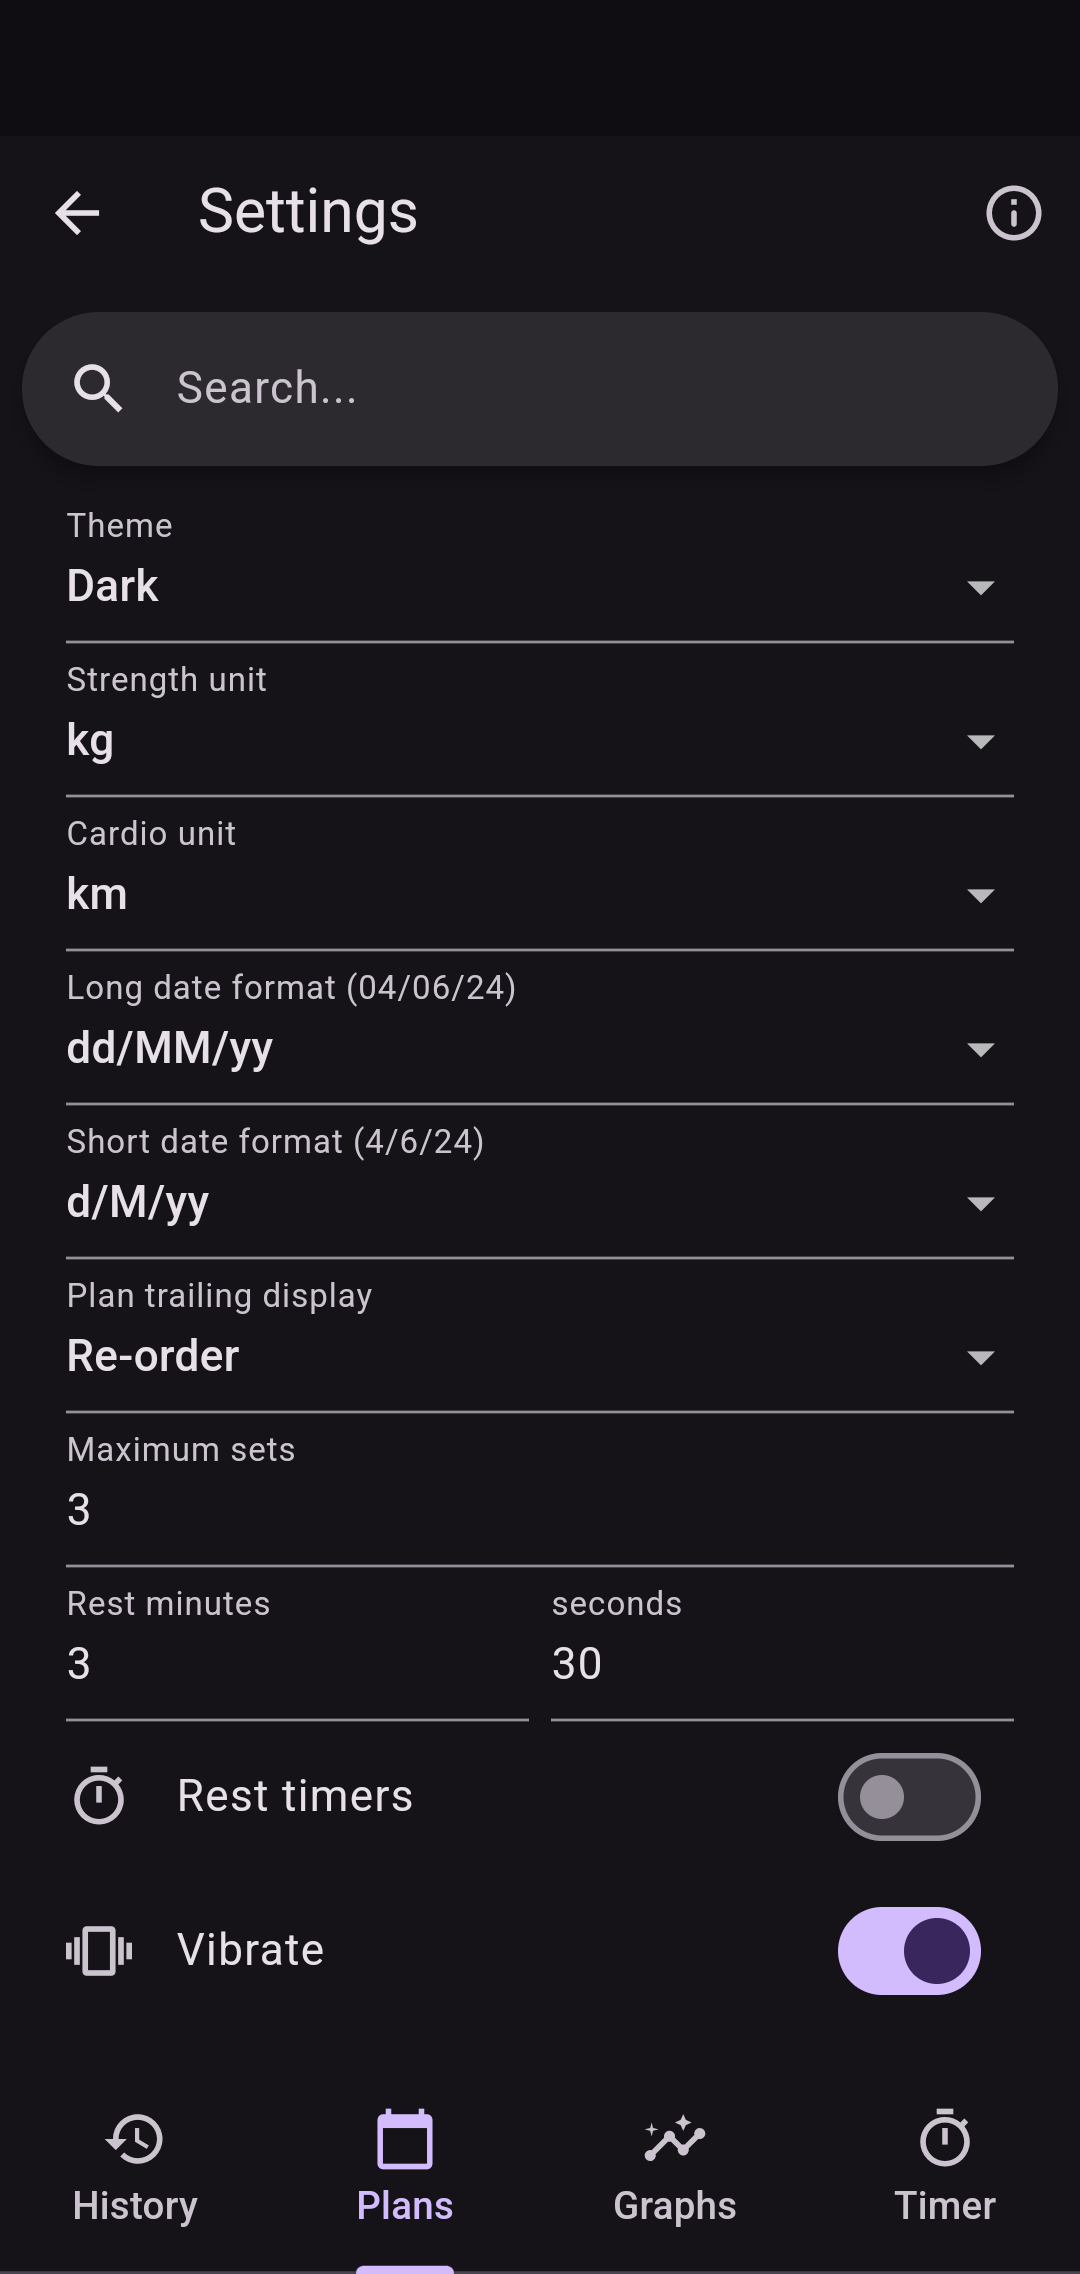 Settings
Search...
Theme
Dark
Strength unit
kg
Cardio unit
km
Long date format (04/06/24)
dd/MM/yy
Short date format (4/6/24)
d/M/yy
Plan trailing display
Re-order
Maximum sets
3
Rest minutes seconds
3 30
Rest timers
Vibrate
History Plans Graphs Timer